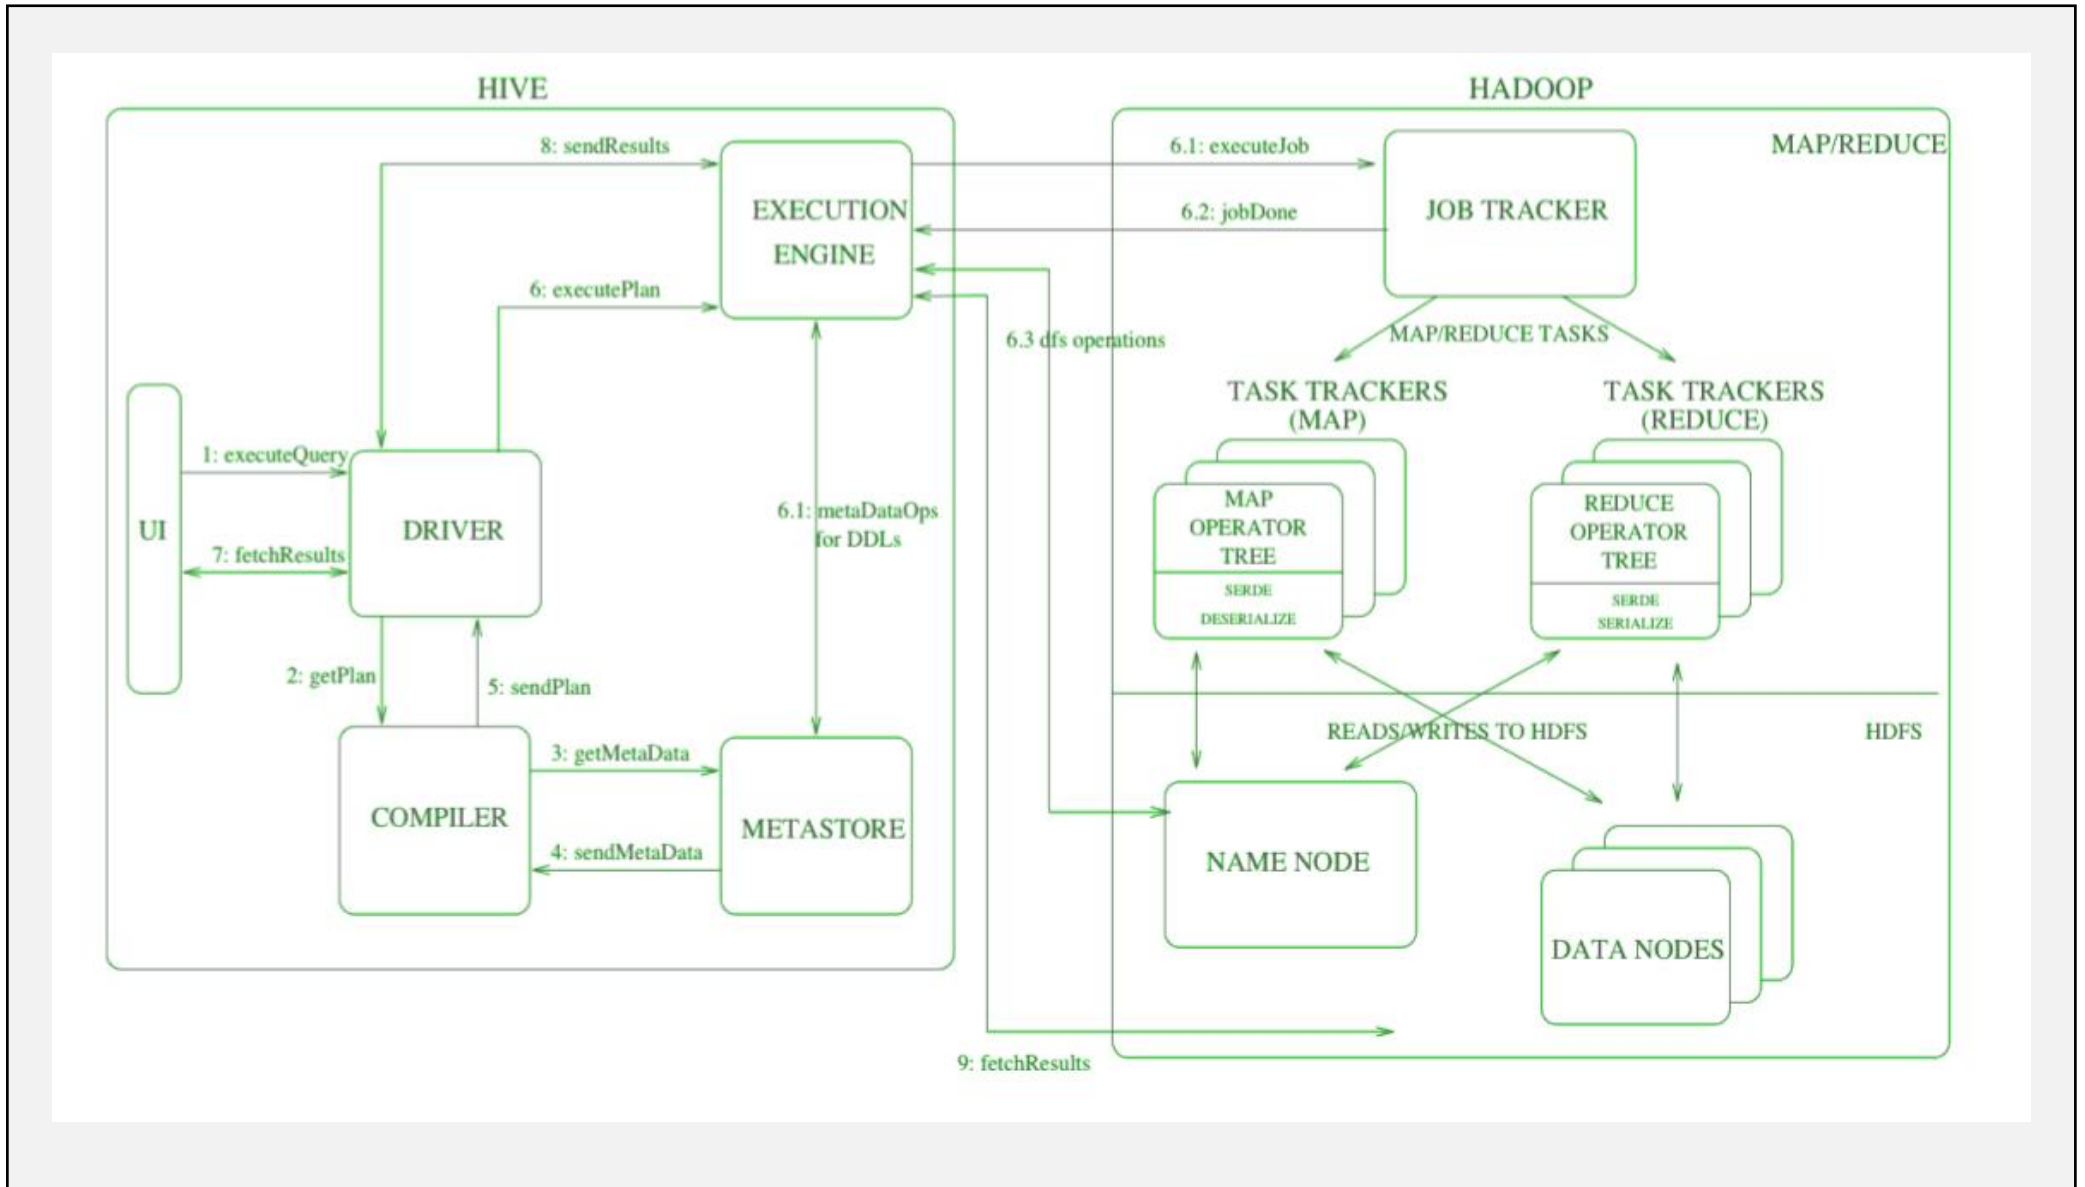 HIVE
HADOOP
8: sendResults
EXECUTION
ENGINE
6: executePlan
1: executeQuery
UI
DRIVER
7: fetchResults
6.1: metaDataOps
for DDLs
2: getPlan
5: sendPlan
COMPILER
3: getMetaData
4: sendMetaData
METASTORE
6.1: executeJob
6.2: jobDone
6.3 dfs operations
9: fetchResults
MAP/REDUCE
JOB TRACKER
MAP/REDUCE TASKS
TASK TRACKERS
(MAP)
TASK TRACKERS
(REDUCE)
MAP
OPERATOR
TREE
SERDE
DESERIALIZE
REDUCE
OPERATOR
TREE
SERDE
SERIALIZE
READS/WRITES TO HDFS
HDFS
NAME NODE
DATA NODES